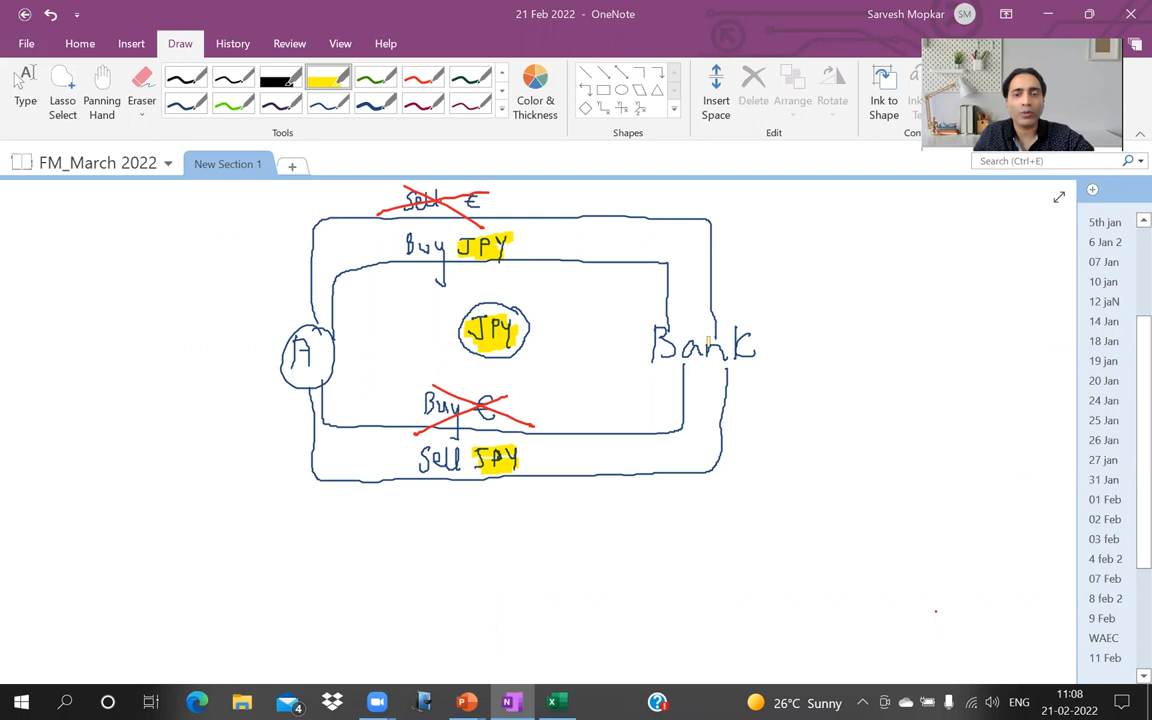 21 Feb 2022 - OneNote
Sarvesh Mopkar
SM
File Home Insert Draw History Review View Help
Type
Lasso Select
Panning Hand
Eraser
Color & Thickness
Insert Space
Delete
Arrange
Rotate
Ink to Shape
Tools
Shapes
Edit
FM_March 2022
New Section 1
Search (Ctrl+E)
Sell €
Buy JPY
JPY
A
Bank
Buy €
Sell JPY
5th jan
6 Jan 2
07 Jan
10 jan
12 jaN
14 Jan
18 Jan
19 jan
20 Jan
24 Jan
25 Jan
26 Jan
27 jan
31 Jan
01 Feb
02 Feb
03 feb
4 feb 2
07 Feb
8 feb 2
9 Feb
WAEC
11 Feb
4
26°C Sunny
ENG
11:08
21-02-2022